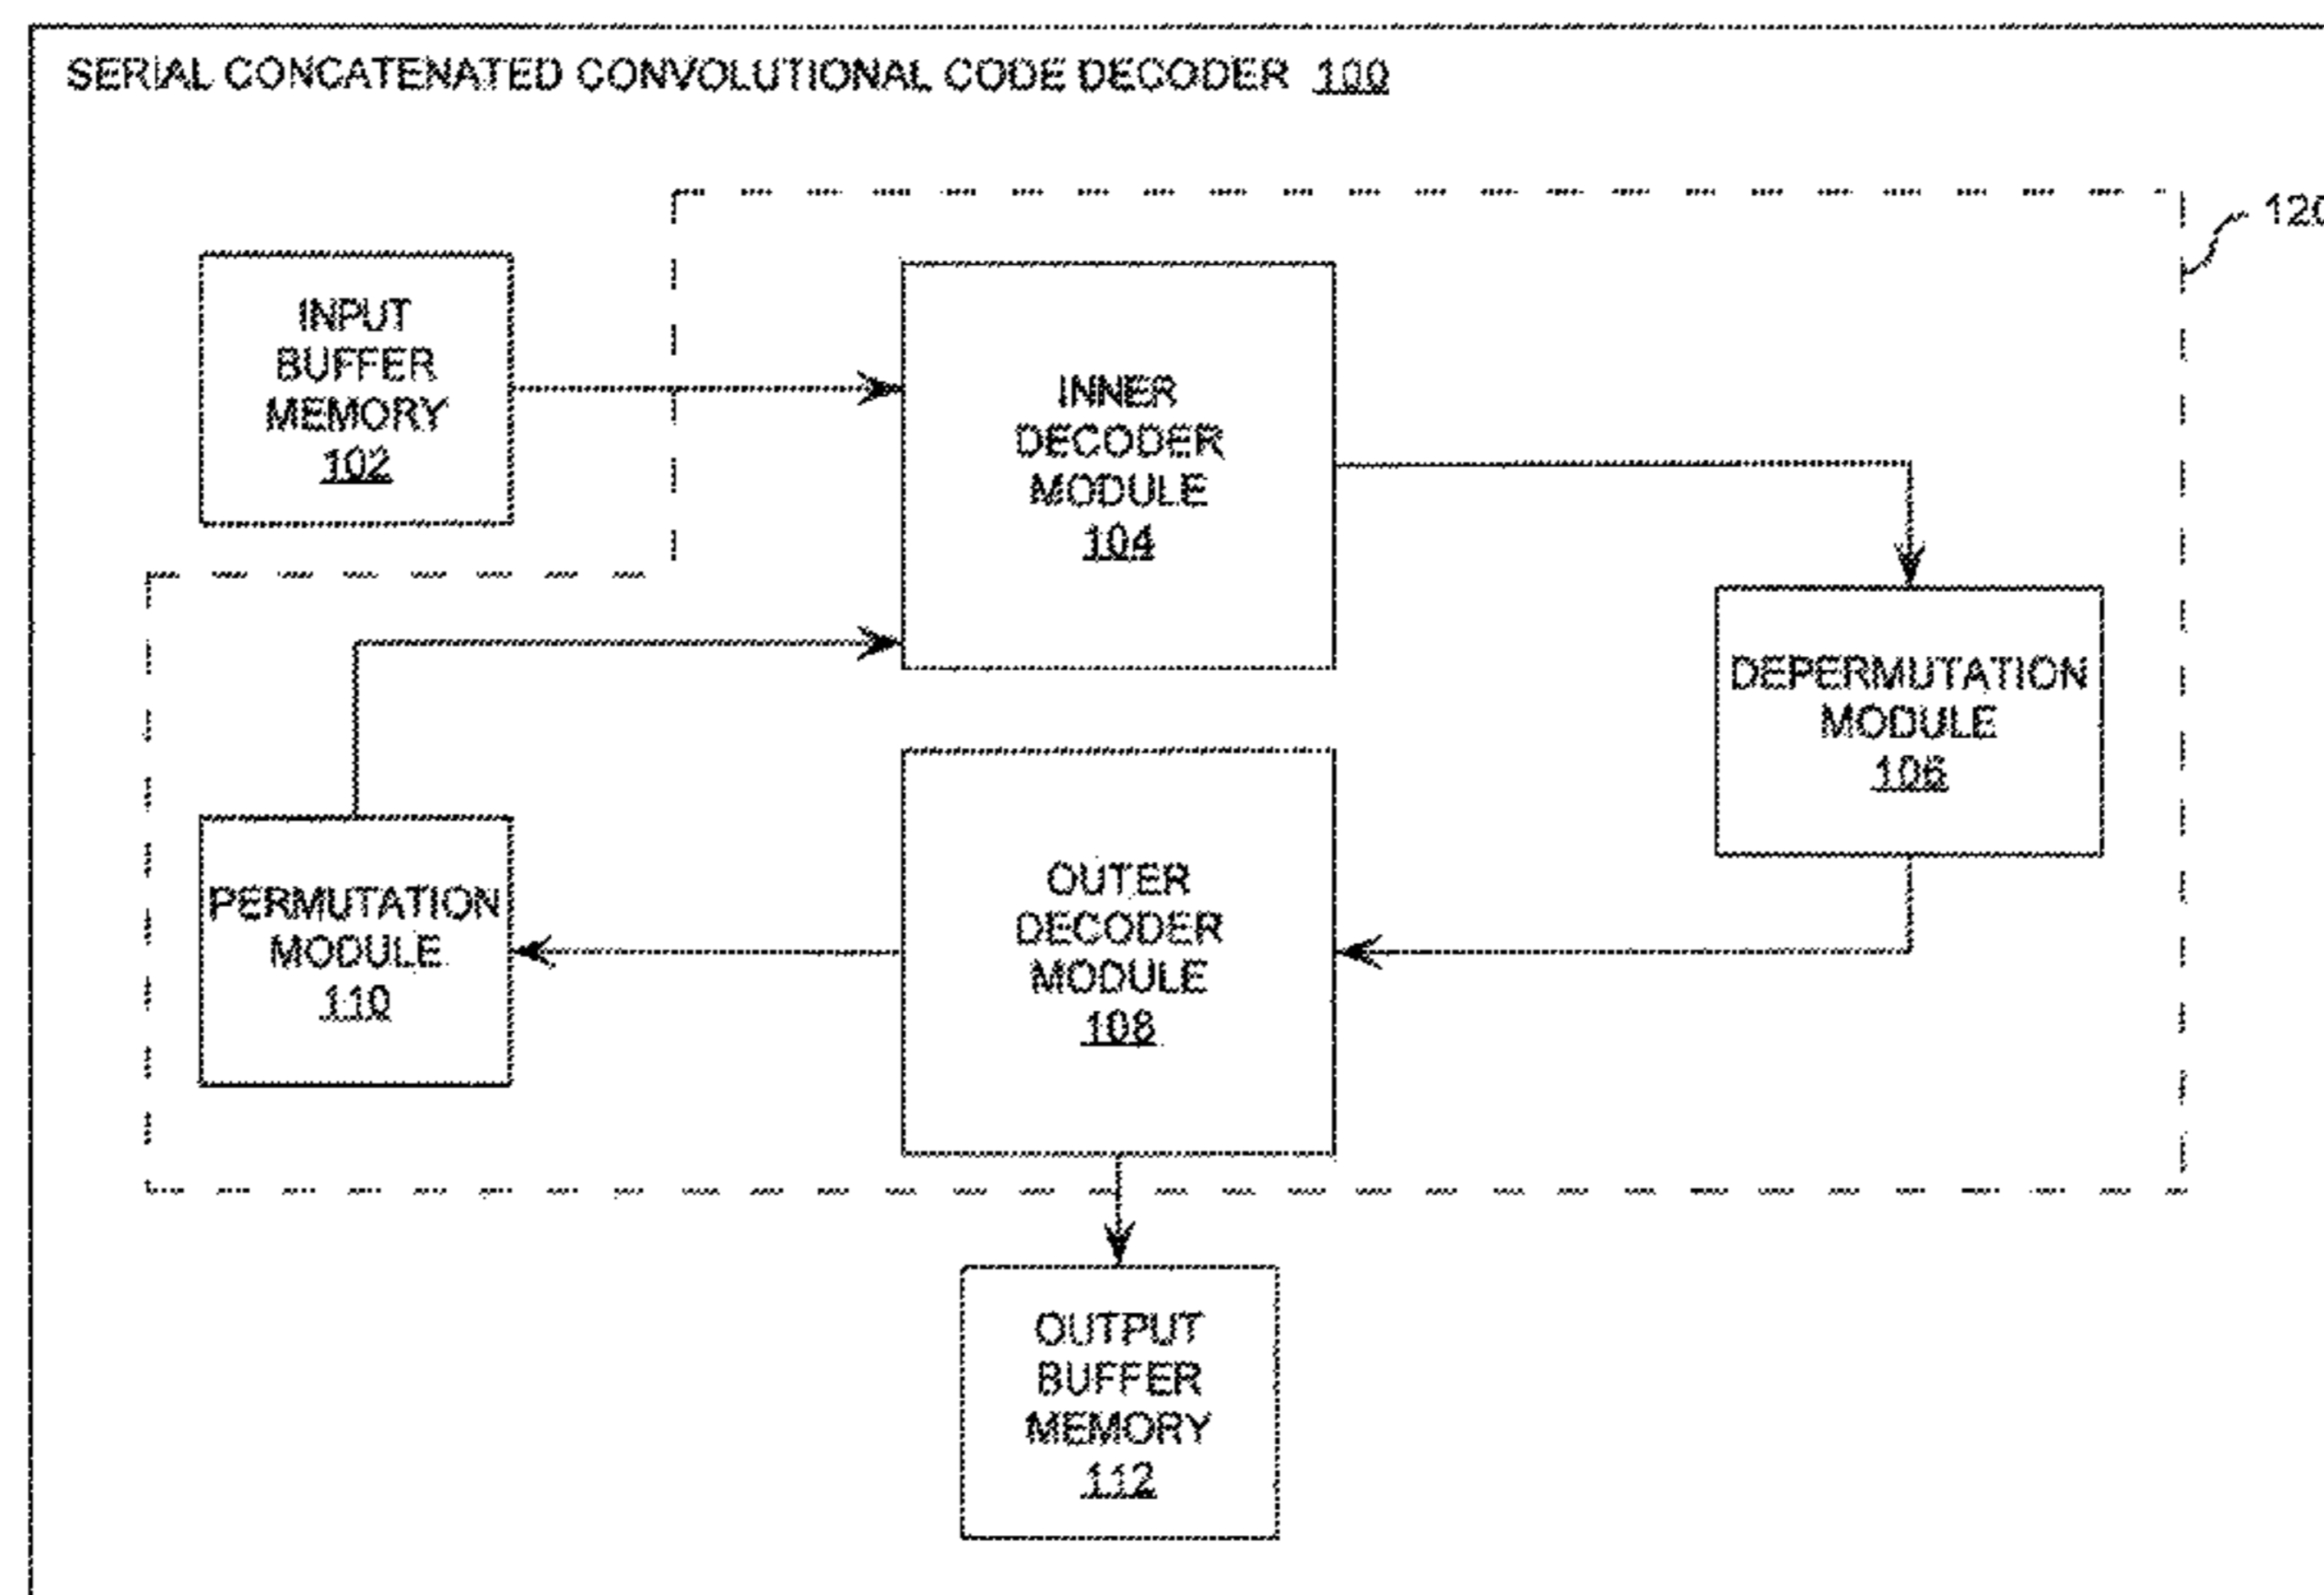 SERIAL CONCATENATED CONVOLUTIONAL CODE DECODER 100
120
INPUT
BUFFER
MEMORY
102
INNER
DECODER
MODULE
104
DEPERMUTATION
MODULE
106
PERMUTATION
MODULE
110
OUTER
DECODER
MODULE
108
OUTPUT
BUFFER
MEMORY
112